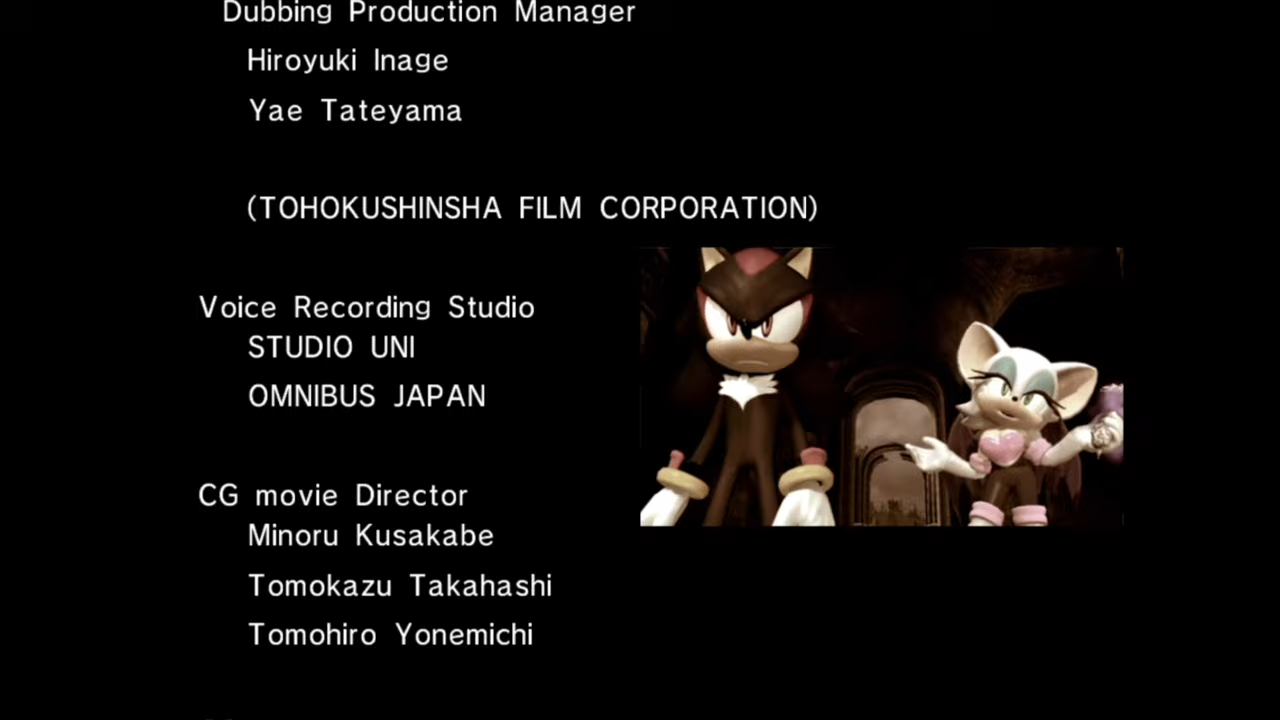 Dubbing Production Manager
Hiroyuki Inage
Yae Tateyama
(TOHOKUSHINSHA FILM CORPORATION)
Voice Recording Studio
STUDIO UNI
OMNIBUS JAPAN
CG movie Director
Minoru Kusakabe
Tomokazu Takahashi
Tomohiro Yonemichi